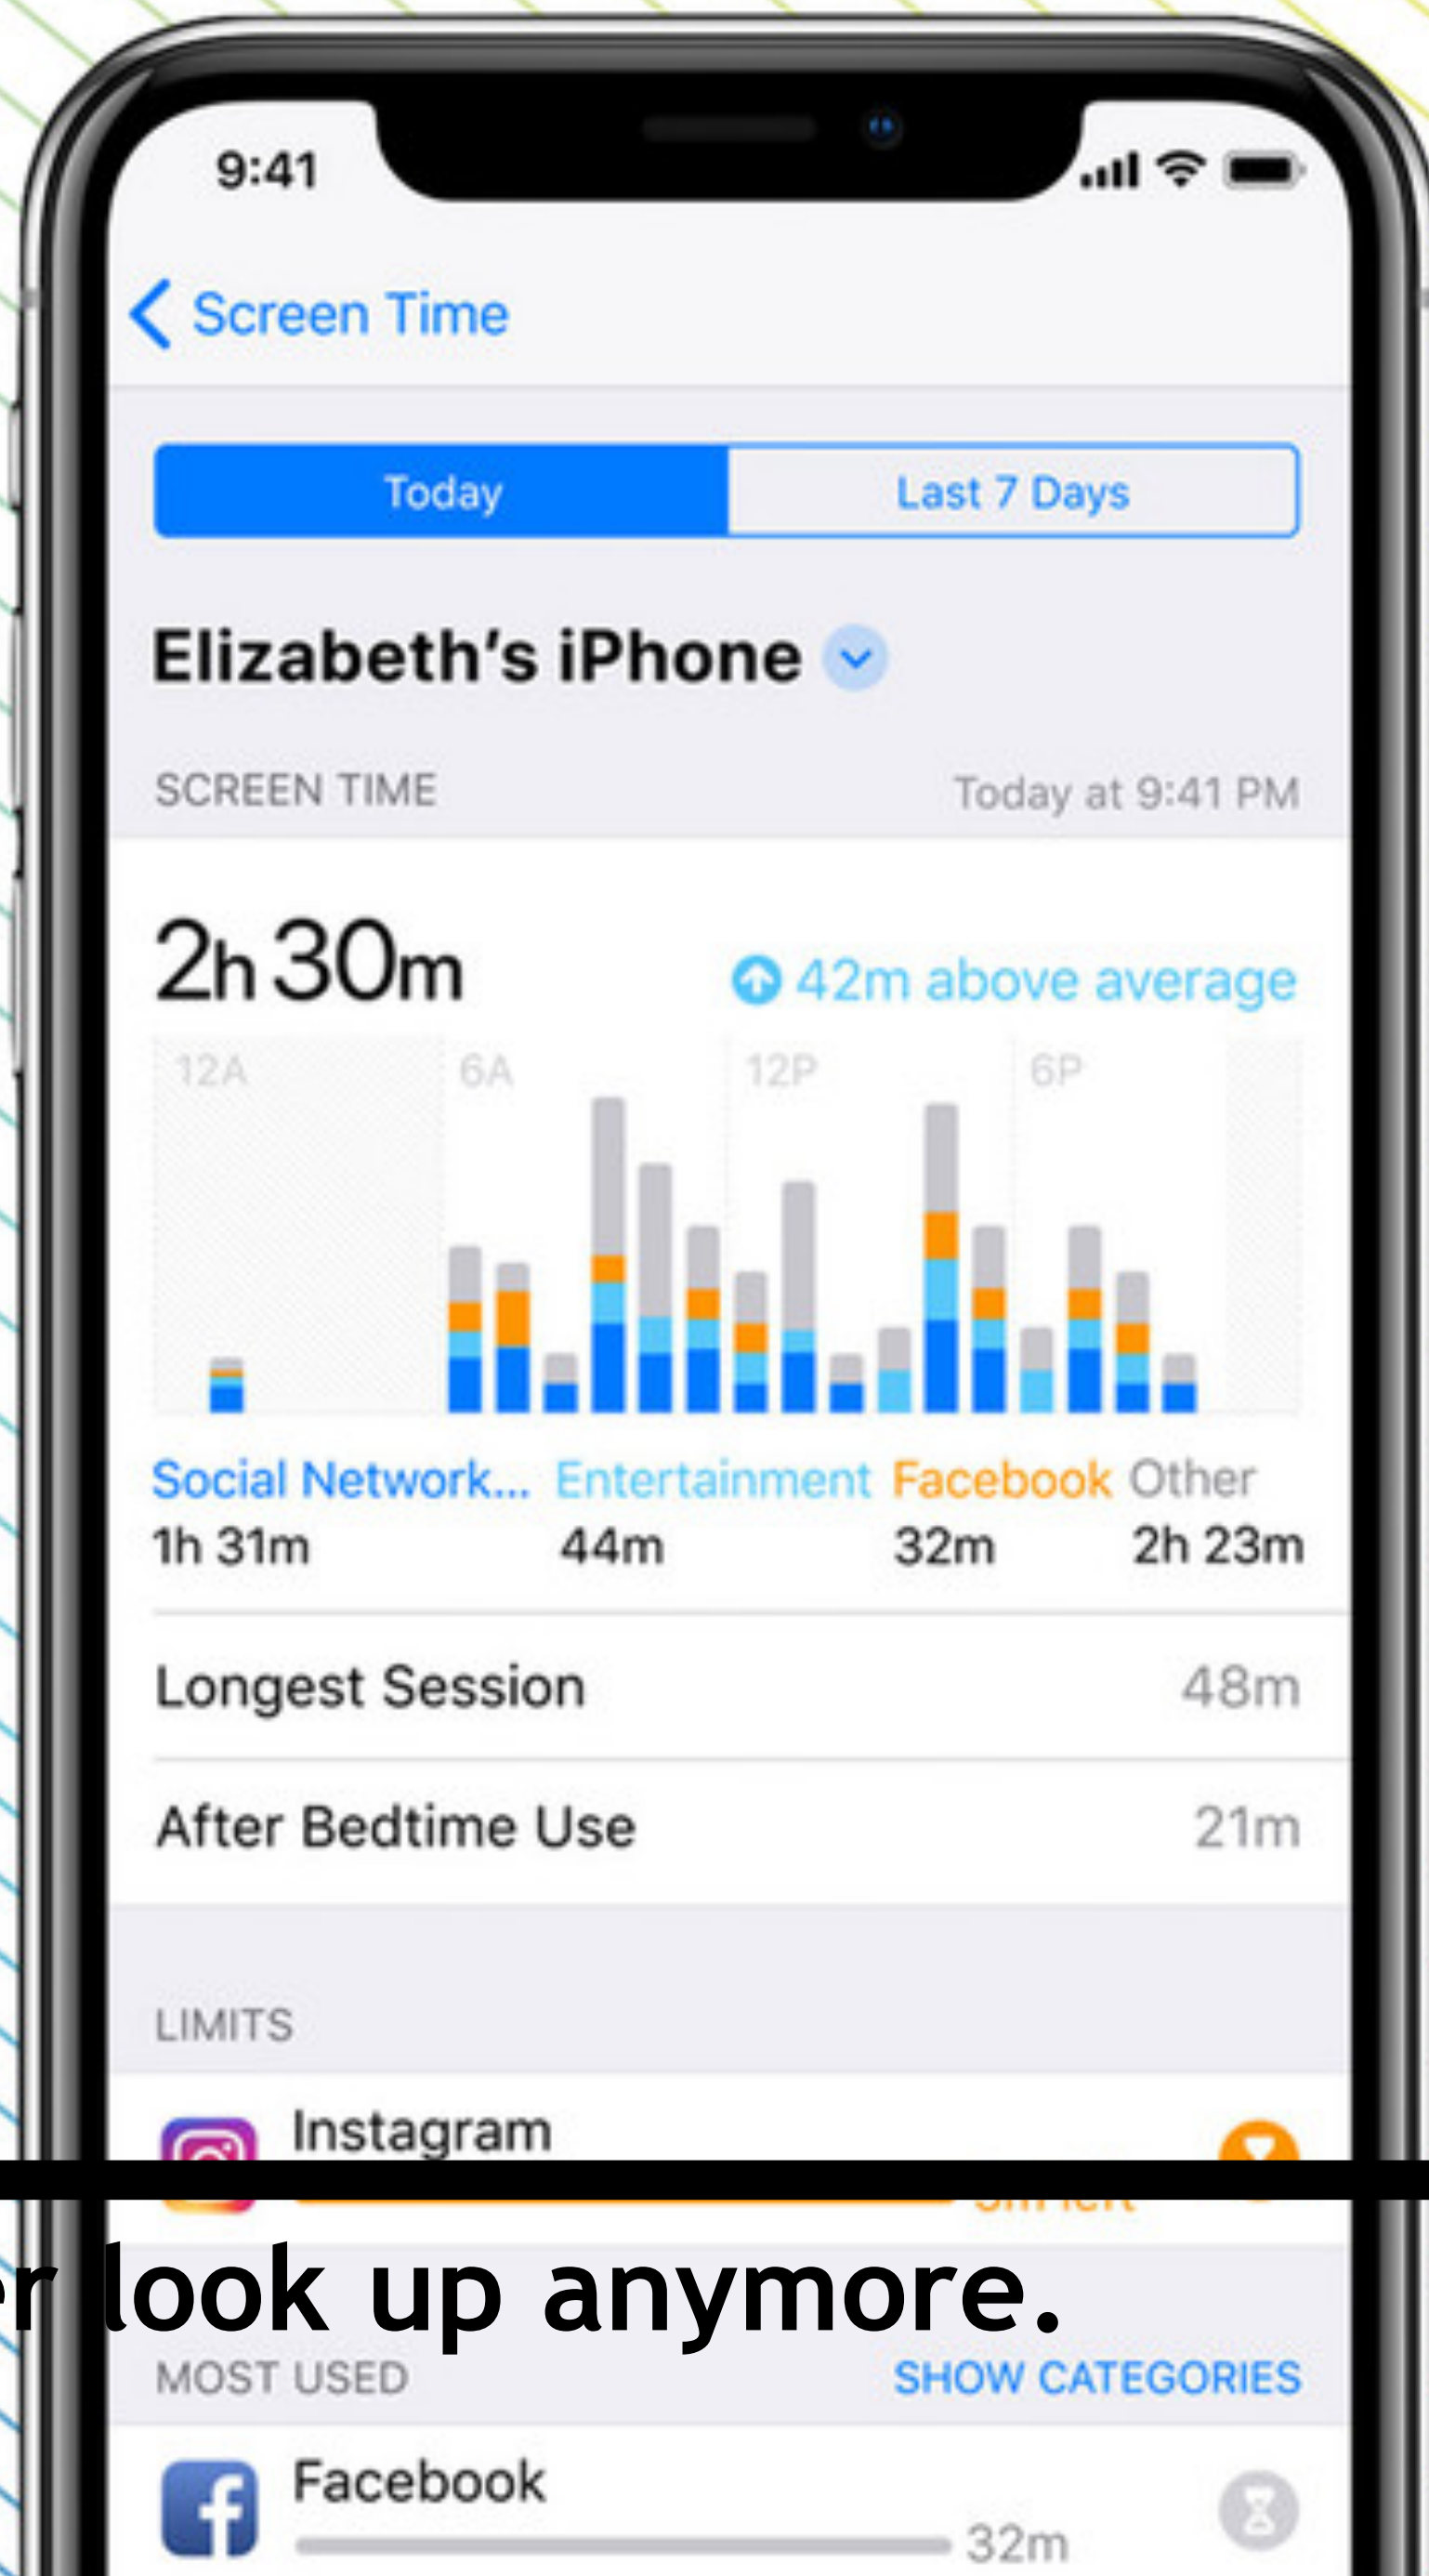 9:41
Screen Time
Today Last 7 Days
Elizabeth's iPhone
SCREEN TIME Today at 9:41 PM
2h 30m 42m above average
12A 6A 12P 6P
Social Network... Entertainment Facebook Other
1h 31m 44m 32m 2h 23m
Longest Session 48m
After Bedtime Use 21m
LIMITS
Instagram
look up anymore.
MOST USED SHOW CATEGORIES
Facebook
32m